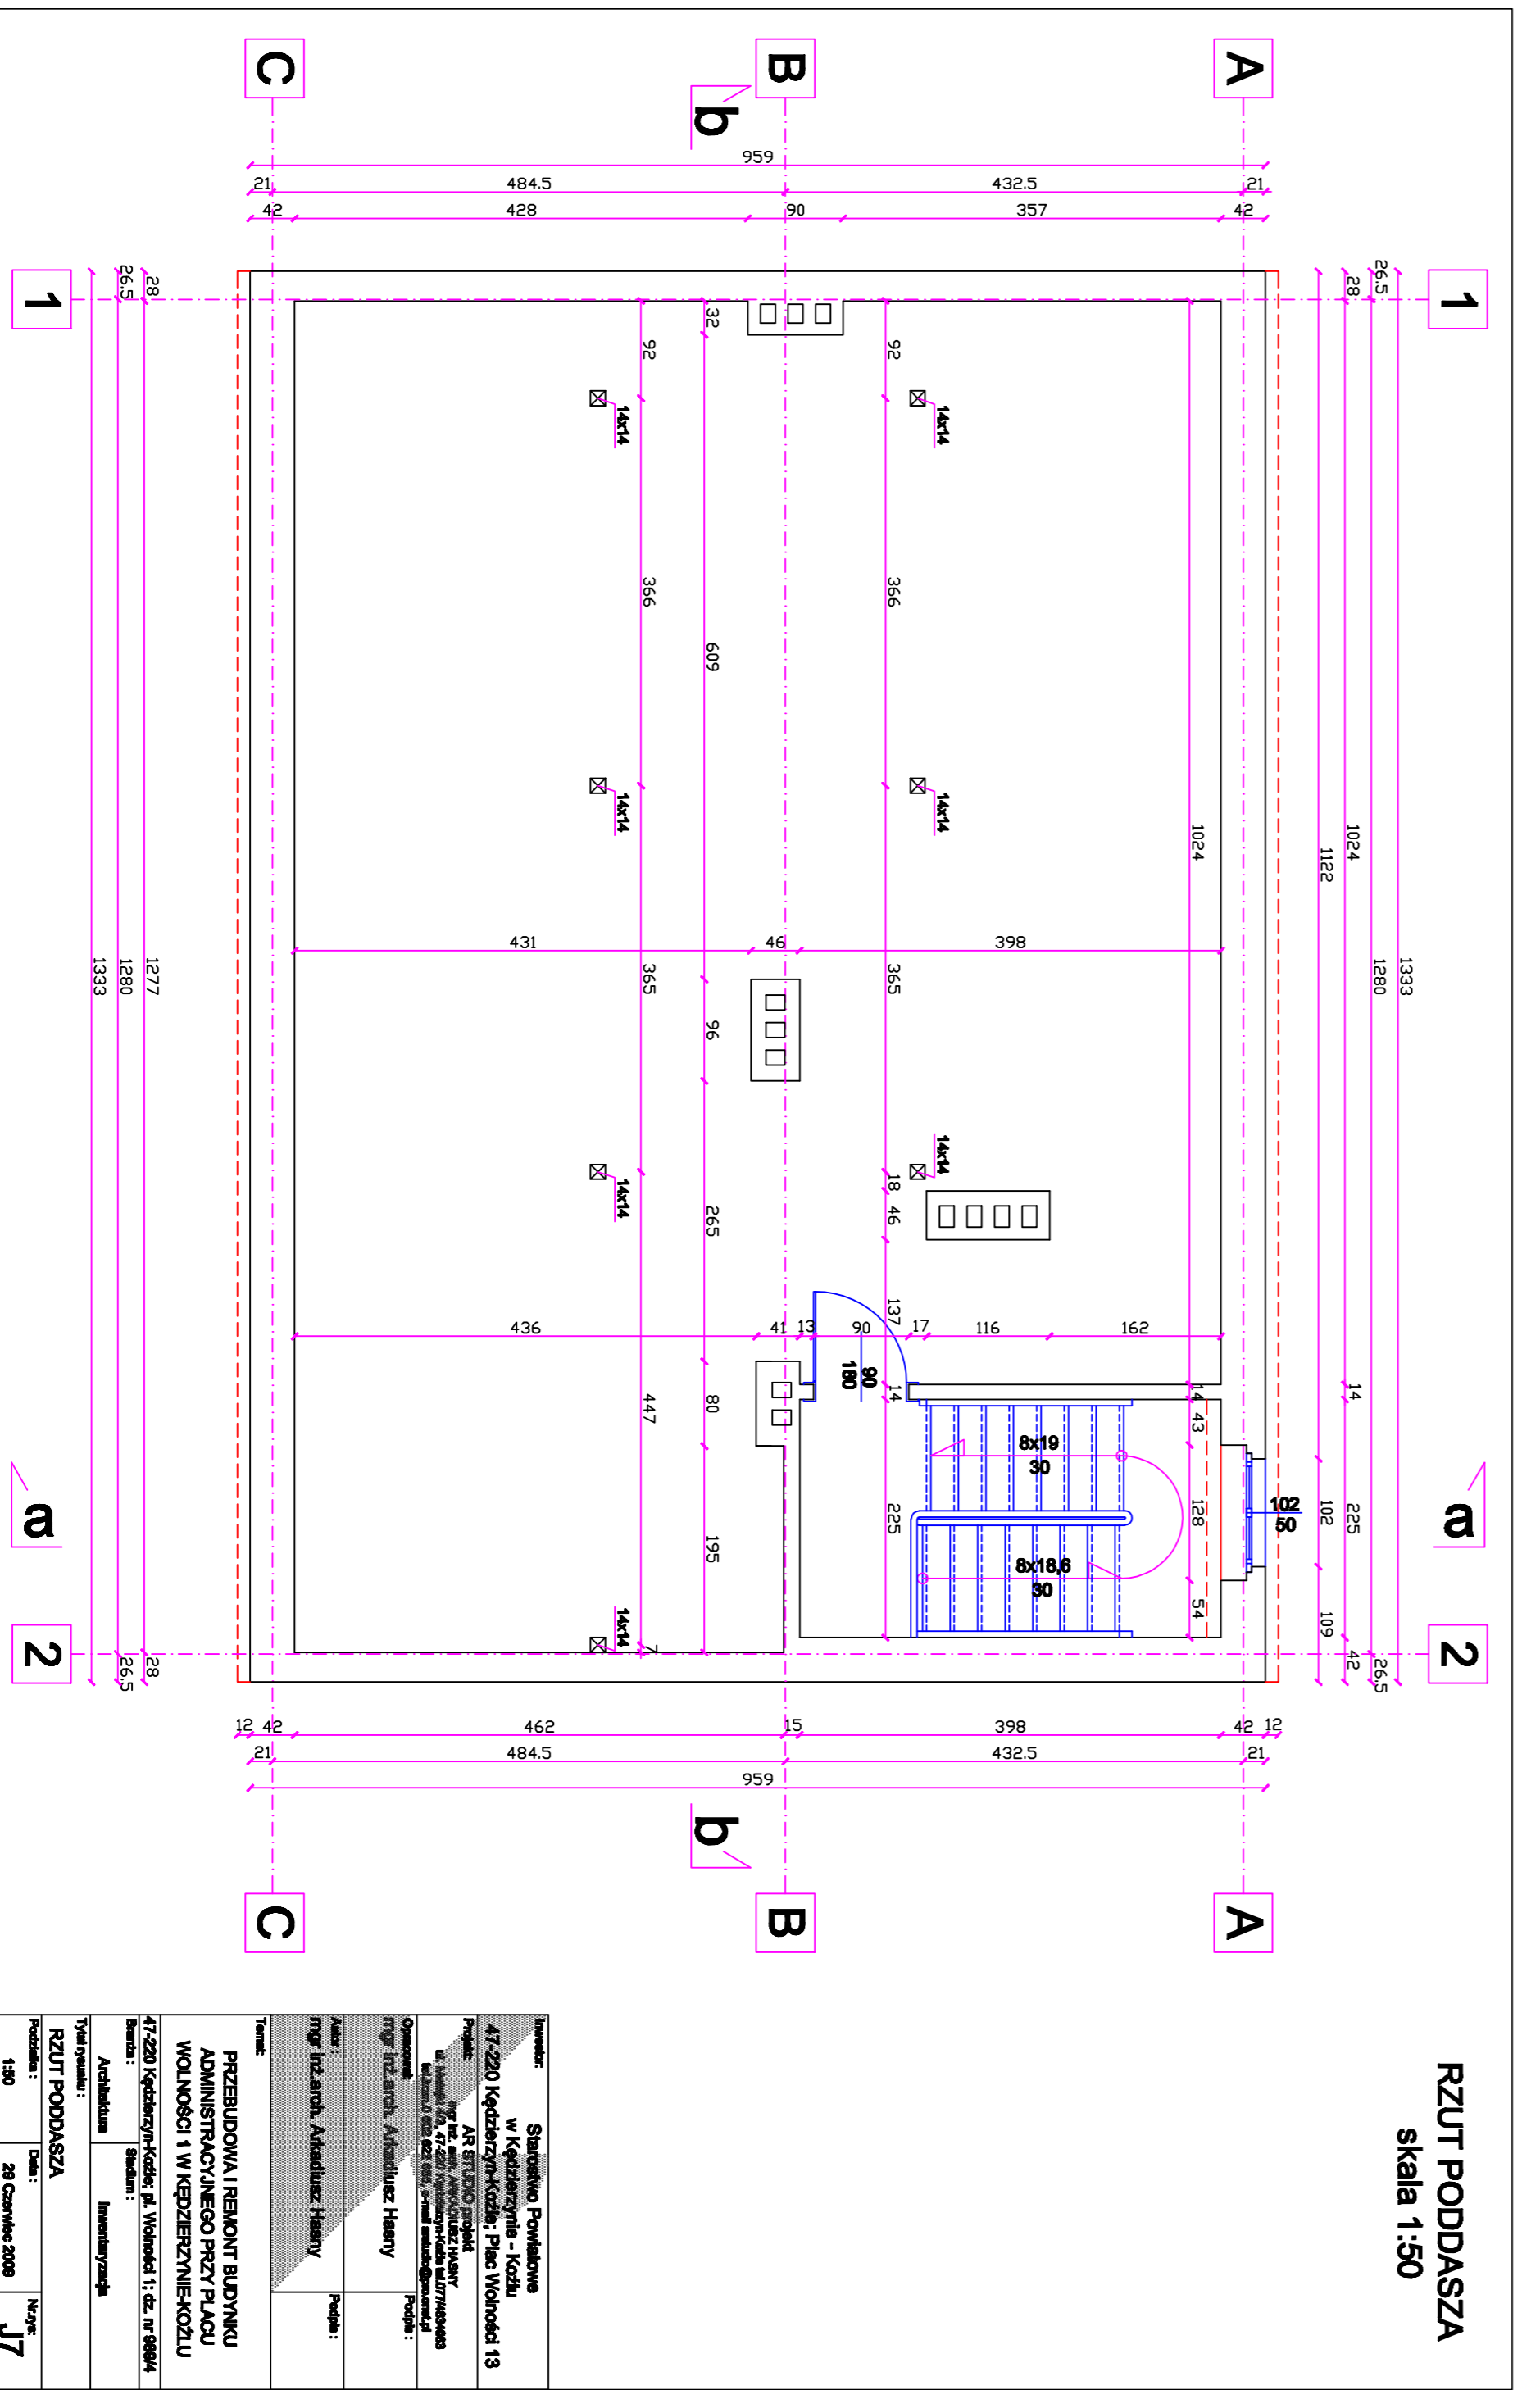 RZUT PODDASZA
skala 1:50
A
B
C
A
B
C
1
2
1
2
a
a
b
b
959
21
484.5
432.5
21
42
428
90
357
42
1333
26.5
1280
26.5
28
1024
14
225
42
1122
102
109
102
50
1024
14
43
128
54
92
366
365
18
46
137
14
225
32
609
96
265
80
195
92
366
365
447
7
431
46
398
436
41
13
90
17
116
162
90
180
8x19
30
8x18,6
30
14x14
14x14
14x14
14x14
14x14
14x14
14x14
28
1277
28
26.5
1280
26.5
1333
12
42
462
15
398
42
12
21
484.5
432.5
21
959
Inwestor:
Starostwo Powiatowe
w Kędzierzynie - Koźlu
47-220 Kędzierzyn-Koźle; Plac Wolności 13
Projekt:
AR STUDIO projekt
mgr inż. arch. ARKADIUSZ HASNY
Opracował:
mgr inż.arch. Arkadiusz Hasny
Podpis :
Autor :
mgr inż.arch. Arkadiusz Hasny
Podpis :
Temat:
PRZEBUDOWA I REMONT BUDYNKU
ADMINISTRACYJNEGO PRZY PLACU
WOLNOŚCI 1 W KĘDZIERZYNIE-KOŹLU
47-220 Kędzierzyn-Koźle; pl. Wolności 1; dz. nr 989/4
Branża :
Architektura
Stadium :
Inwentaryzacja
Tytuł rysunku :
RZUT PODDASZA
Podziałka :
1:50
Data :
29 Czerwiec 2009
Nr.rys:
J7